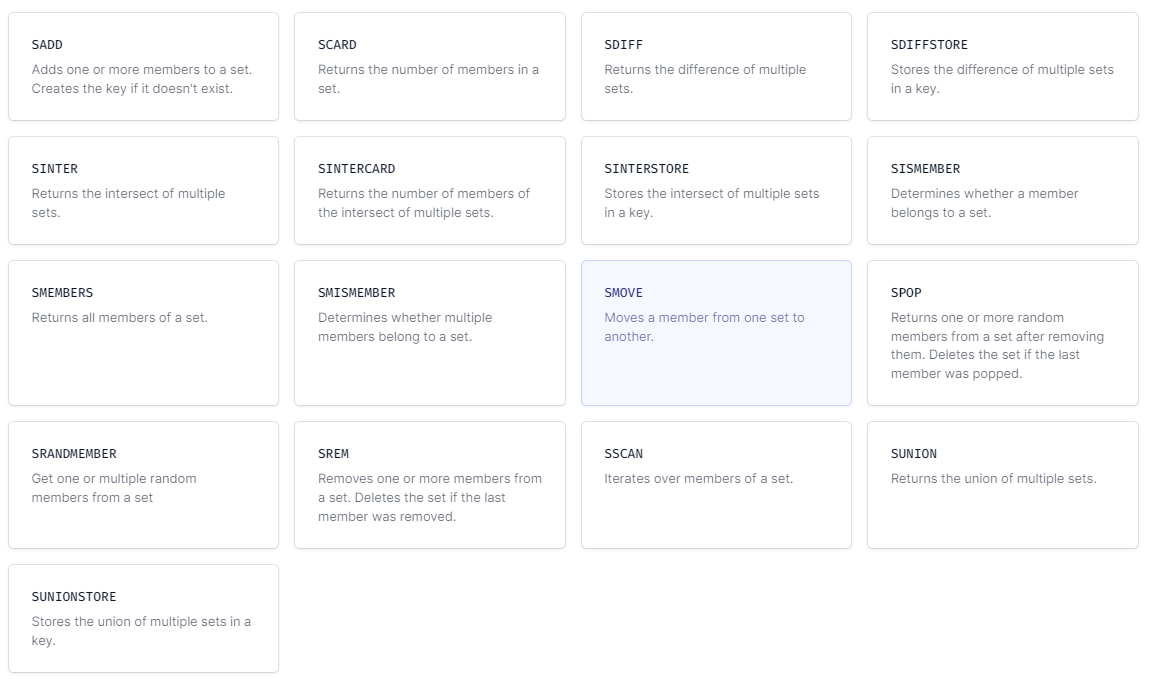 SADD
Adds one or more members to a set.
Creates the key if it doesn't exist.
SCARD
Returns the number of members in a
set.
SDIFF
Returns the difference of multiple
sets.
SDIFFSTORE
Stores the difference of multiple sets
in a key.
SINTER
Returns the intersect of multiple
sets.
SINTERCARD
Returns the number of members of
the intersect of multiple sets.
SINTERSTORE
Stores the intersect of multiple sets
in a key.
SISMEMBER
Determines whether a member
belongs to a set.
SMEMBERS
Returns all members of a set.
SMISMEMBER
Determines whether multiple
members belong to a set.
SMOVE
Moves a member from one set to
another.
SPOP
Returns one or more random
members from a set after removing
them. Deletes the set if the last
member was popped.
SRANDMEMBER
Get one or multiple random
members from a set
SREM
Removes one or more members from
a set. Deletes the set if the last
member was removed.
SSCAN
Iterates over members of a set.
SUNION
Returns the union of multiple sets.
SUNIONSTORE
Stores the union of multiple sets in a
key.